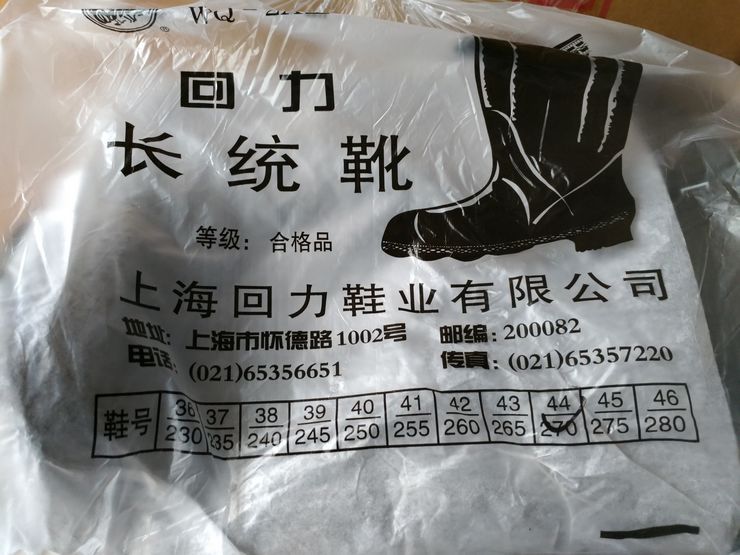 ®
回力
长统靴
等级：合格品
上海回力鞋业有限公司
地址：上海市怀德路1002号 邮编：200082
电话：(021)65356651 传真：(021)65357220
鞋号 36/230 37/235 38/240 39/245 40/250 41/255 42/260 43/265 44/270 45/275 46/280